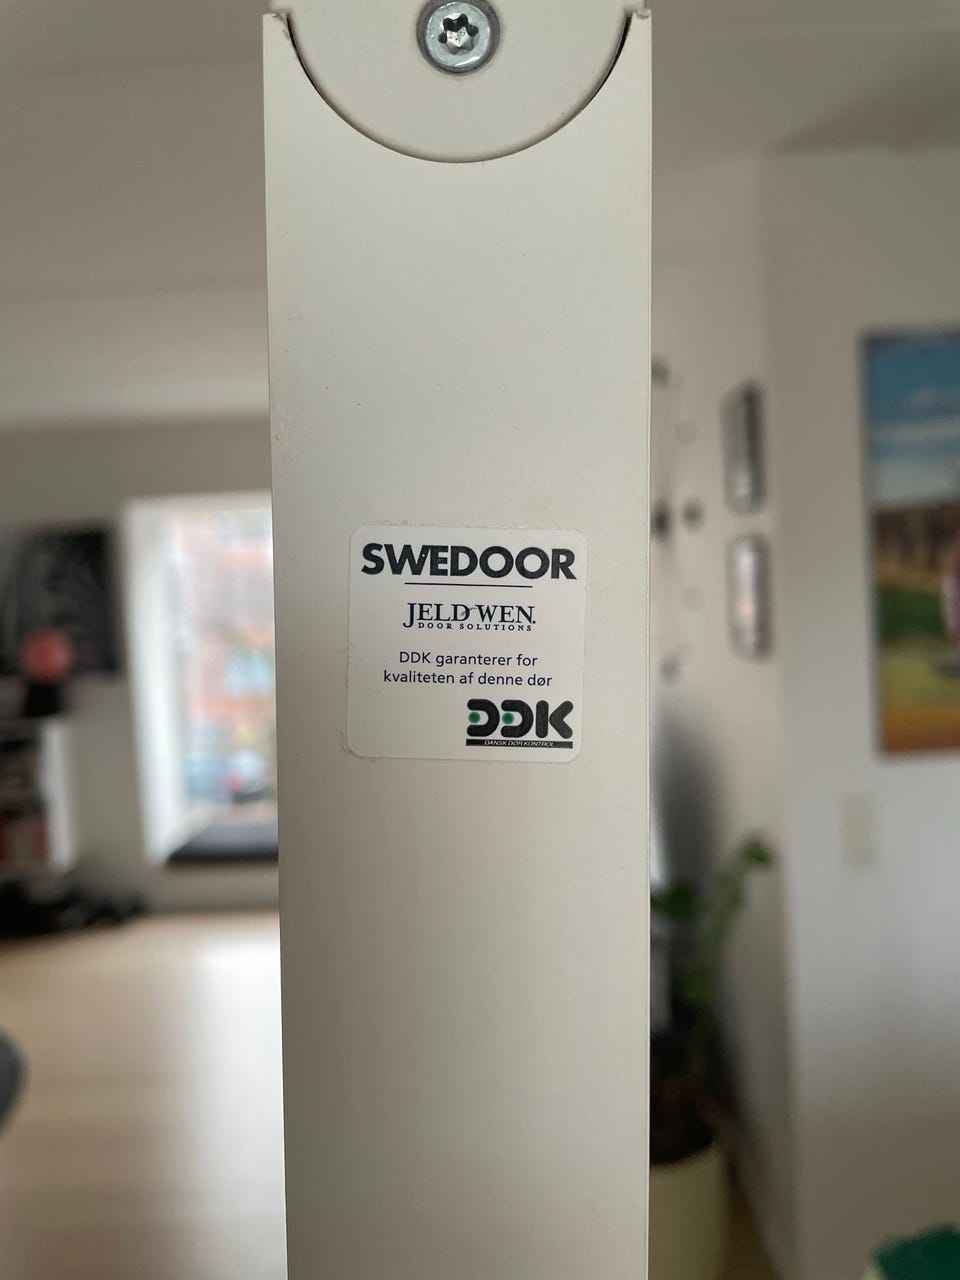 SWEDOOR
JELD-WEN.
DOOR SOLUTIONS
DDK garanterer for
kvaliteten af denne dør
DDK
DANSK DØR KONTROL